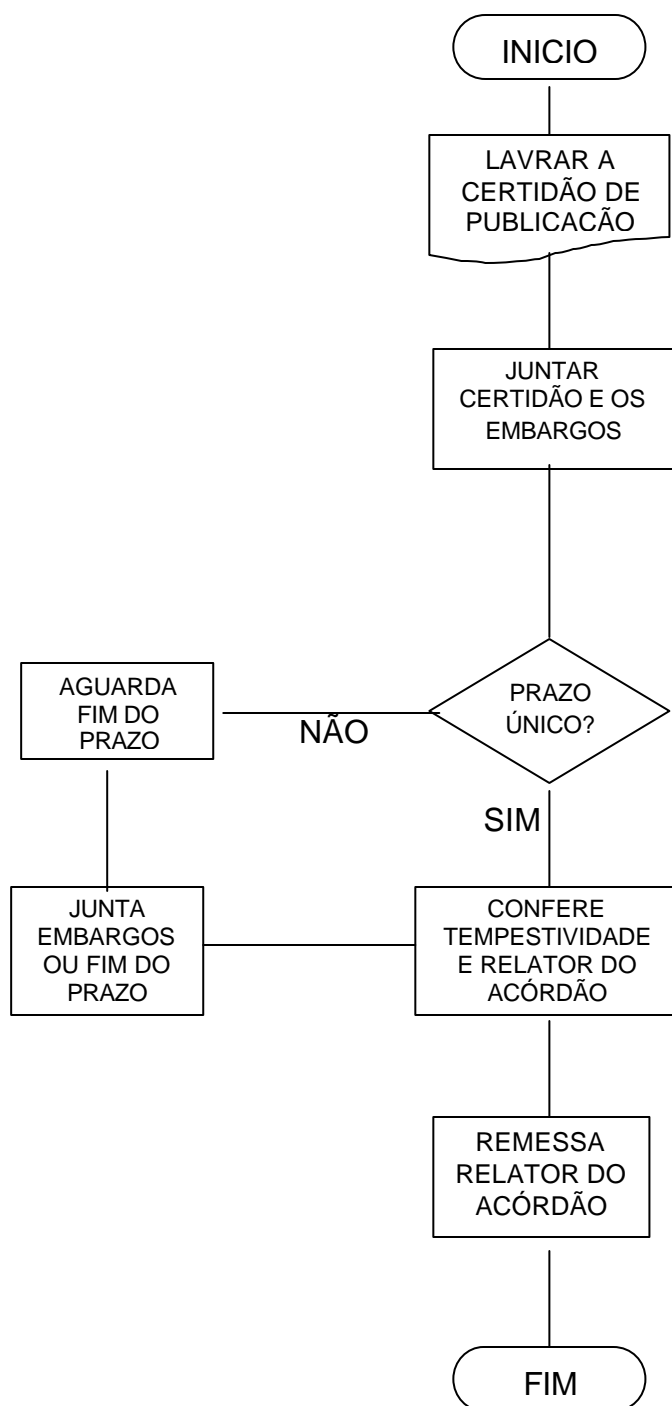 INICIO
LAVRAR A
CERTIDÃO DE
PUBLICACÃO
JUNTAR
CERTIDÃO E OS
EMBARGOS
PRAZO
ÚNICO?
NÃO
AGUARDA
FIM DO
PRAZO
SIM
JUNTA
EMBARGOS
OU FIM DO
PRAZO
CONFERE
TEMPESTIVIDADE
E RELATOR DO
ACÓRDÃO
REMESSA
RELATOR DO
ACÓRDÃO
FIM